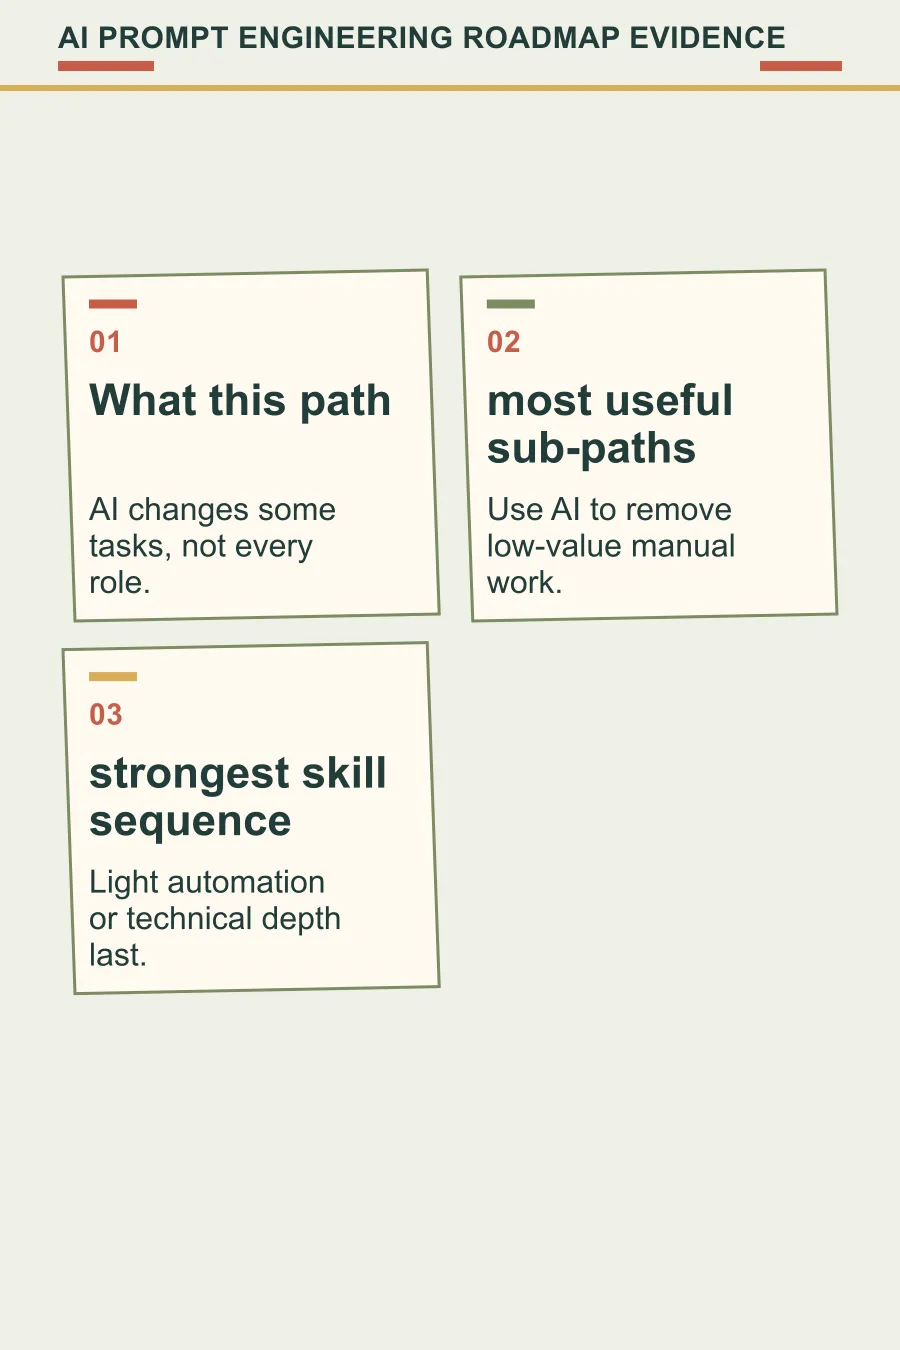 AI PROMPT ENGINEERING ROADMAP EVIDENCE
01
What this path
AI changes some
tasks, not every
role.
02
most useful
sub-paths
Use AI to remove
low-value manual
work.
03
strongest skill
sequence
Light automation
or technical depth
last.